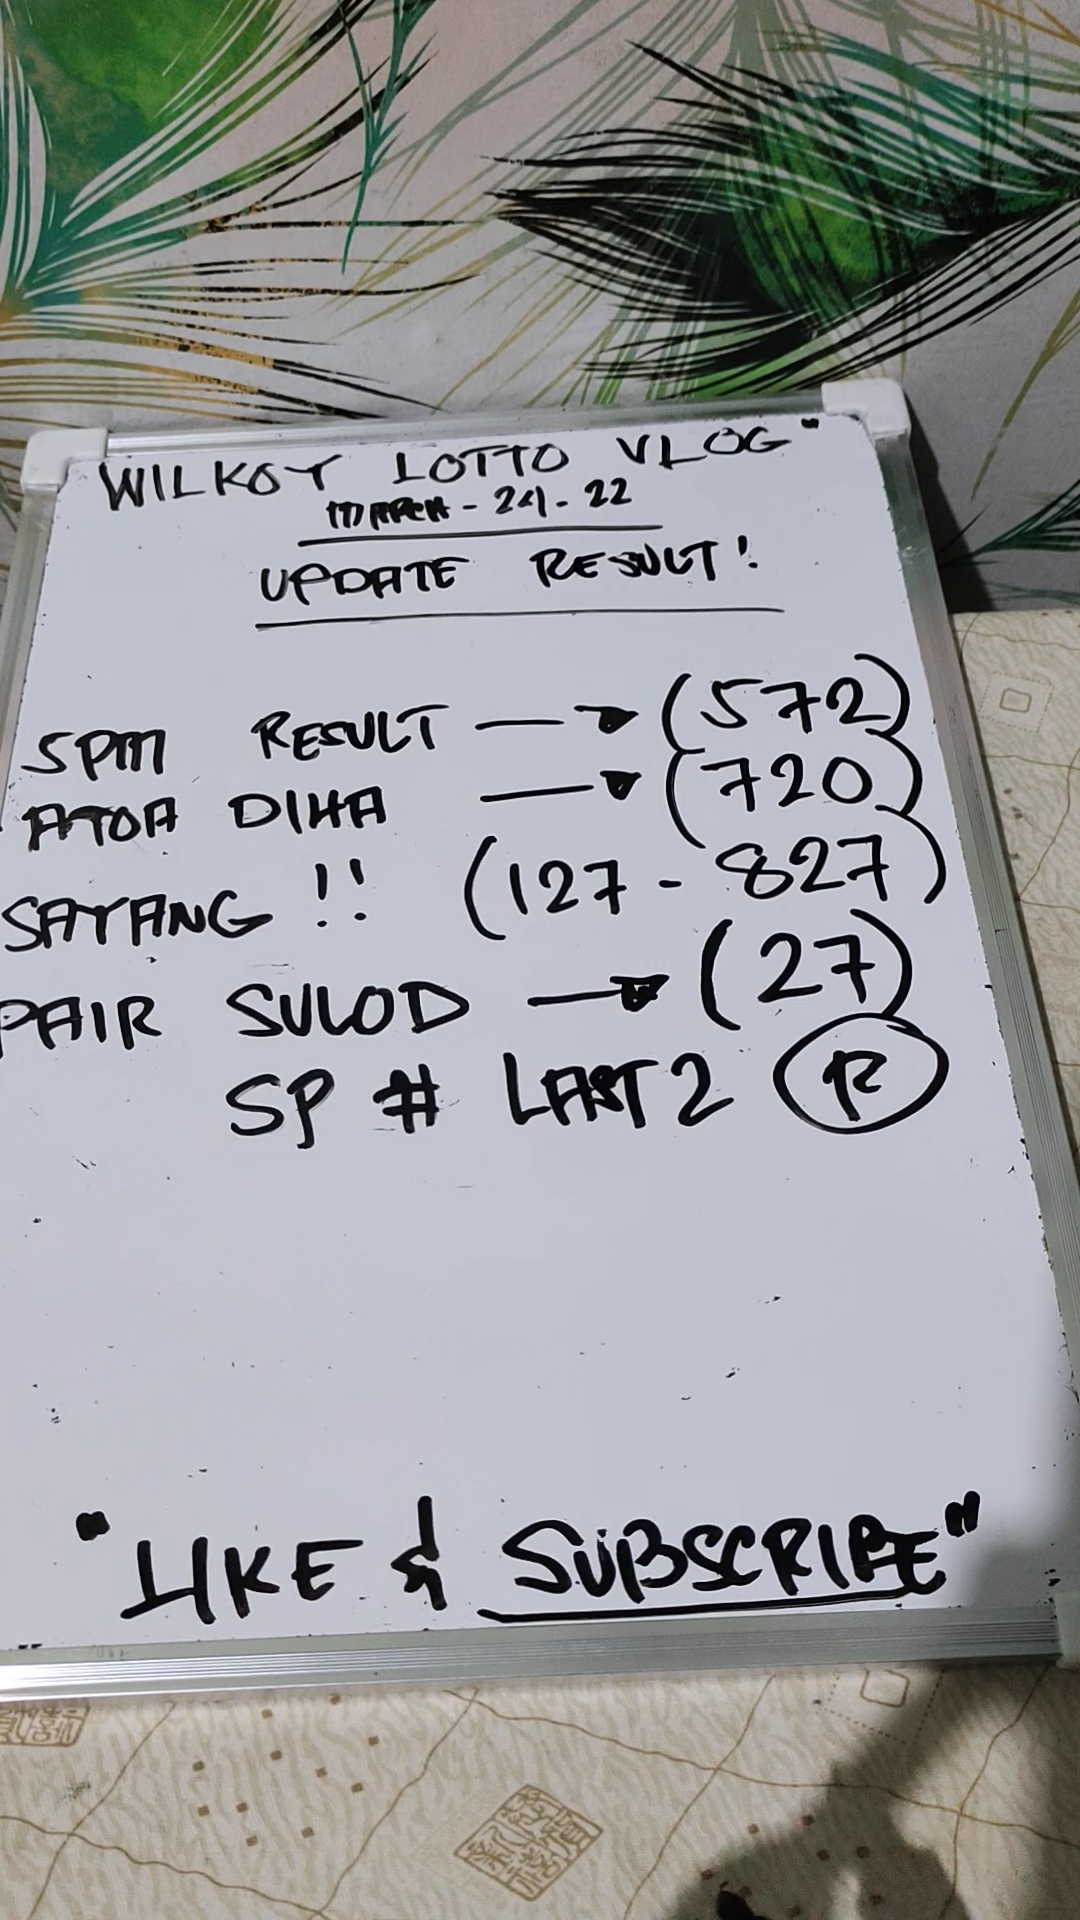 WILKOY LOTTO VLOG"
MARCH - 24 - 22
UPDATE RESULT!
5PM RESULT → (572)
ATOA DIHA → (720)
SAYANG !! (127 - 827)
PAIR SULOD → (27)
SP # LAST 2 R
"LIKE & SUBSCRIBE"